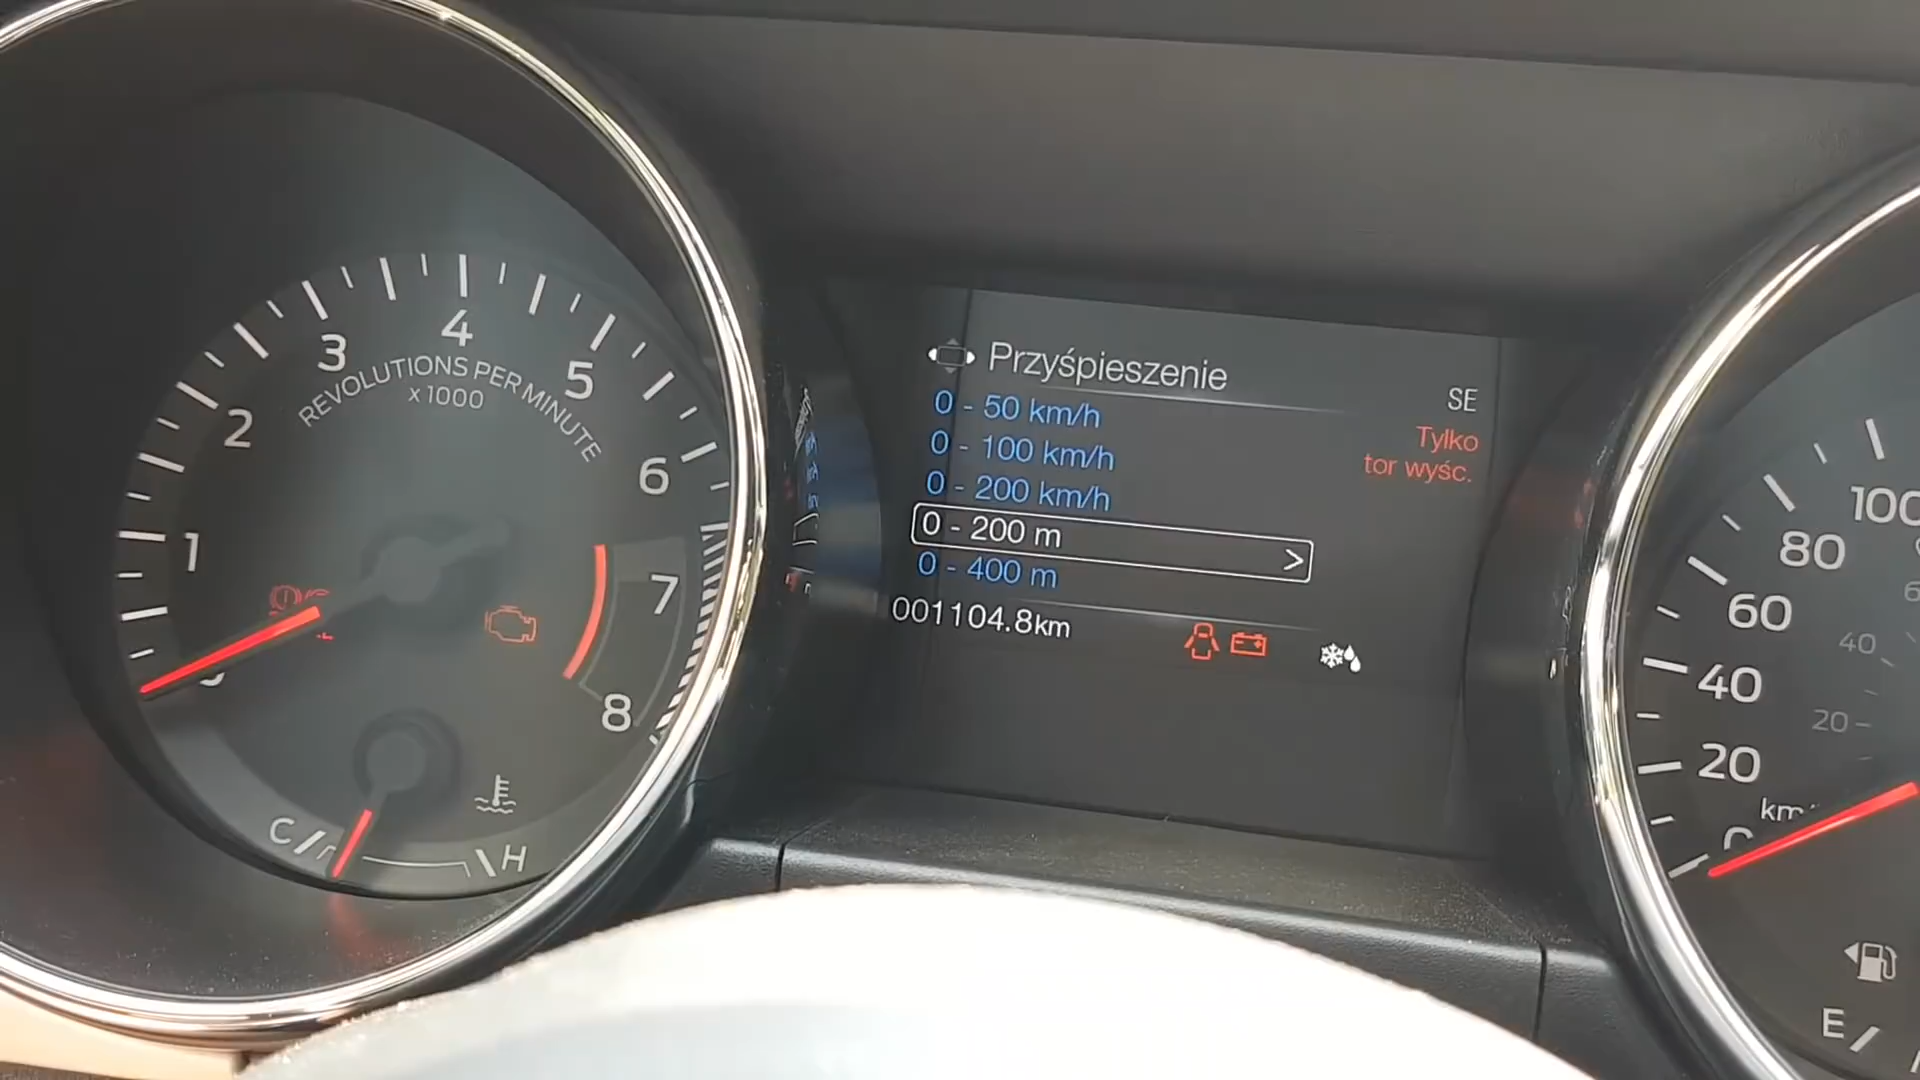 REVOLUTIONS PER MINUTE
x1000
1
2
3
4
5
6
7
8
C
H
Przyśpieszenie
SE
0 - 50 km/h
Tylko
0 - 100 km/h
tor wyśc.
0 - 200 km/h
0 - 200 m >
0 - 400 m
001104.8km
100
80
60
40
20
0
40
20
E